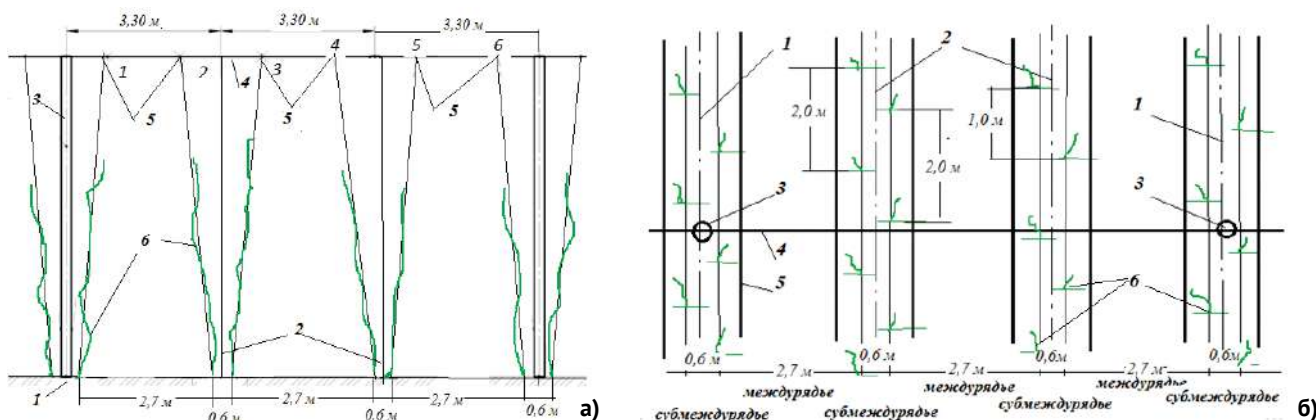 3,30 м 3,30 м 3,30 м
4 5 6
1 2 3
4
3 5 5 5
6
2
1
2,7 м 2,7 м 2,7 м
0,6 м 0,6 м 0,6 м
а)
1 2
2,0 м 1,0 м 1
2,0 м
3 3
4
5 6
0,6 м 0,6 м 0,6 м 0,6 м
2,7 м 2,7 м 2,7 м
междурядье междурядье междурядье
субмеждурядье субмеждурядье субмеждурядье субмеждурядье
б)